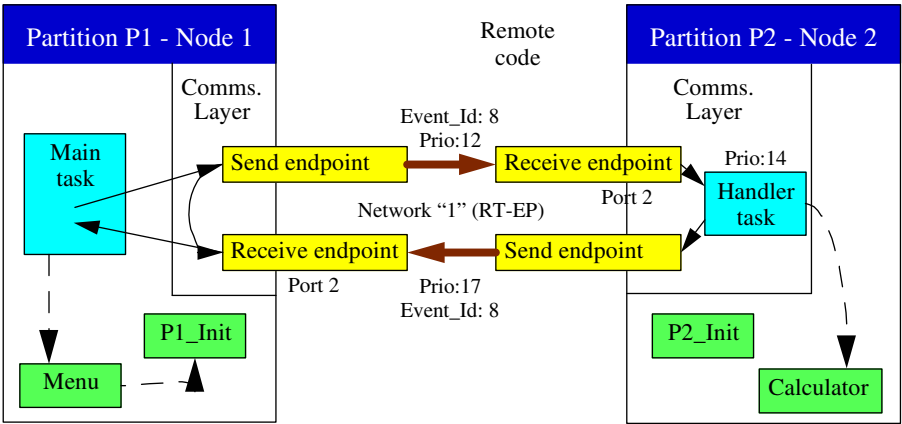 Partition P1 - Node 1
Remote
code
Partition P2 - Node 2
Comms.
Layer
Comms.
Layer
Event_Id: 8
Prio:12
Main
task
Send endpoint
Receive endpoint
Prio:14
Handler
task
Port 2
Network “1” (RT-EP)
Receive endpoint
Send endpoint
Port 2
Prio:17
Event_Id: 8
P1_Init
P2_Init
Menu
Calculator